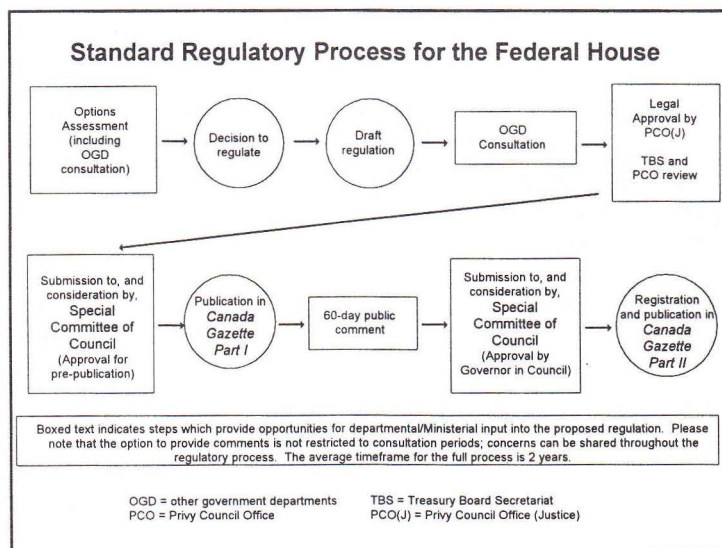 Standard Regulatory Process for the Federal House
Options
Assessment
(including
OGD
consultation)
Decision to
regulate
Draft
regulation
OGD
Consultation
Legal
Approval by
PCO(J)
TBS and
PCO review
Submission to, and
consideration by,
Special
Committee of
Council
(Approval for
pre-publication)
Publication in
Canada
Gazette
Part I
60-day public
comment
Submission to, and
consideration by,
Special
Committee of
Council
(Approval by
Governor in Council)
Registration
and publication in
Canada
Gazette
Part II
Boxed text indicates steps which provide opportunities for departmental/Ministerial input into the proposed regulation. Please
note that the option to provide comments is not restricted to consultation periods; concerns can be shared throughout the
regulatory process. The average timeframe for the full process is 2 years.
OGD = other government departments
PCO = Privy Council Office
TBS = Treasury Board Secretariat
PCO(J) = Privy Council Office (Justice)